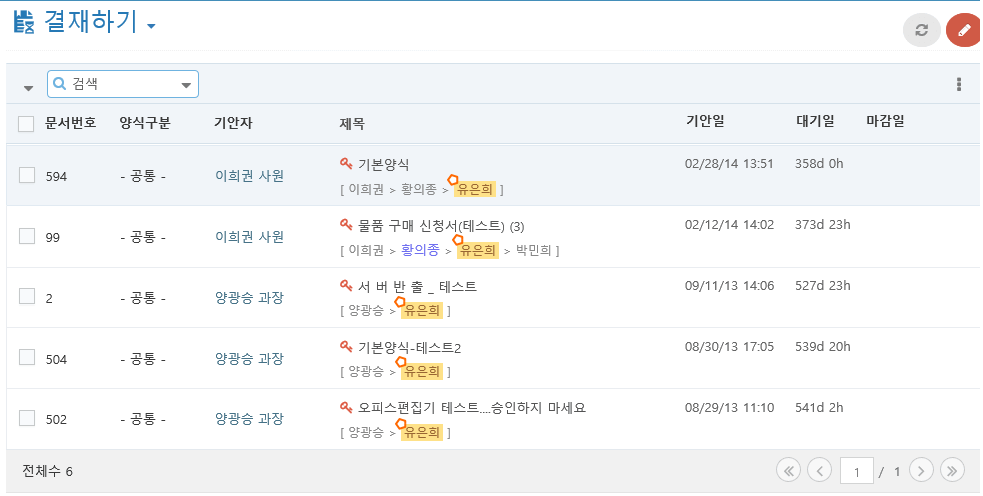 결재하기
검색
문서번호 양식구분 기안자 제목 기안일 대기일 마감일
594 - 공통 - 이희권 사원 기본양식 02/28/14 13:51 358d 0h
[ 이희권 > 황의종 > 유은희 ]
99 - 공통 - 이희권 사원 물품 구매 신청서(테스트) (3) 02/12/14 14:02 373d 23h
[ 이희권 > 황의종 > 유은희 > 박민희 ]
2 - 공통 - 양광승 과장 서 버 반 출 _ 테스트 09/11/13 14:06 527d 23h
[ 양광승 > 유은희 ]
504 - 공통 - 양광승 과장 기본양식-테스트2 08/30/13 17:05 539d 20h
[ 양광승 > 유은희 ]
502 - 공통 - 양광승 과장 오피스편집기 테스트....승인하지 마세요 08/29/13 11:10 541d 2h
[ 양광승 > 유은희 ]
전체수 6 1 / 1